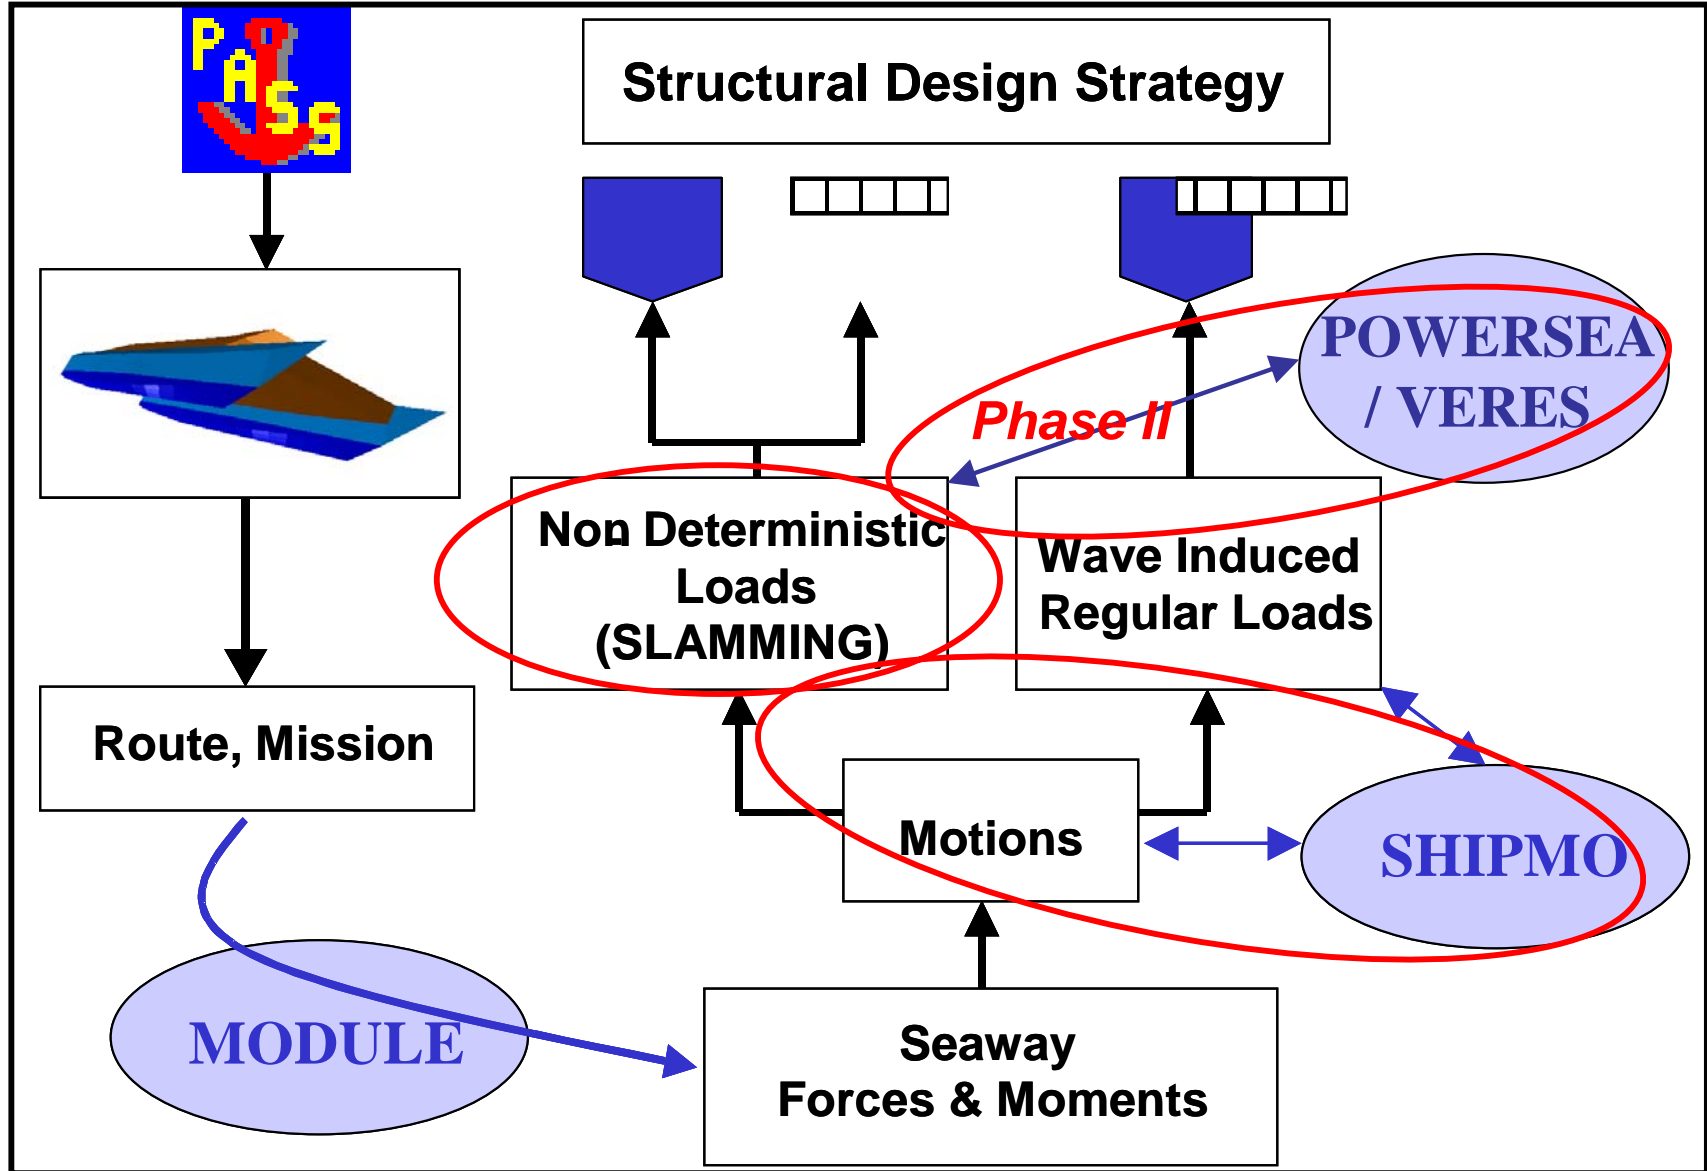 PASS
Structural Design Strategy
POWERSEA
/ VERES
Phase II
Non Deterministic
Loads
(SLAMMING)
Wave Induced
Regular Loads
Route, Mission
Motions
SHIPMO
MODULE
Seaway
Forces & Moments